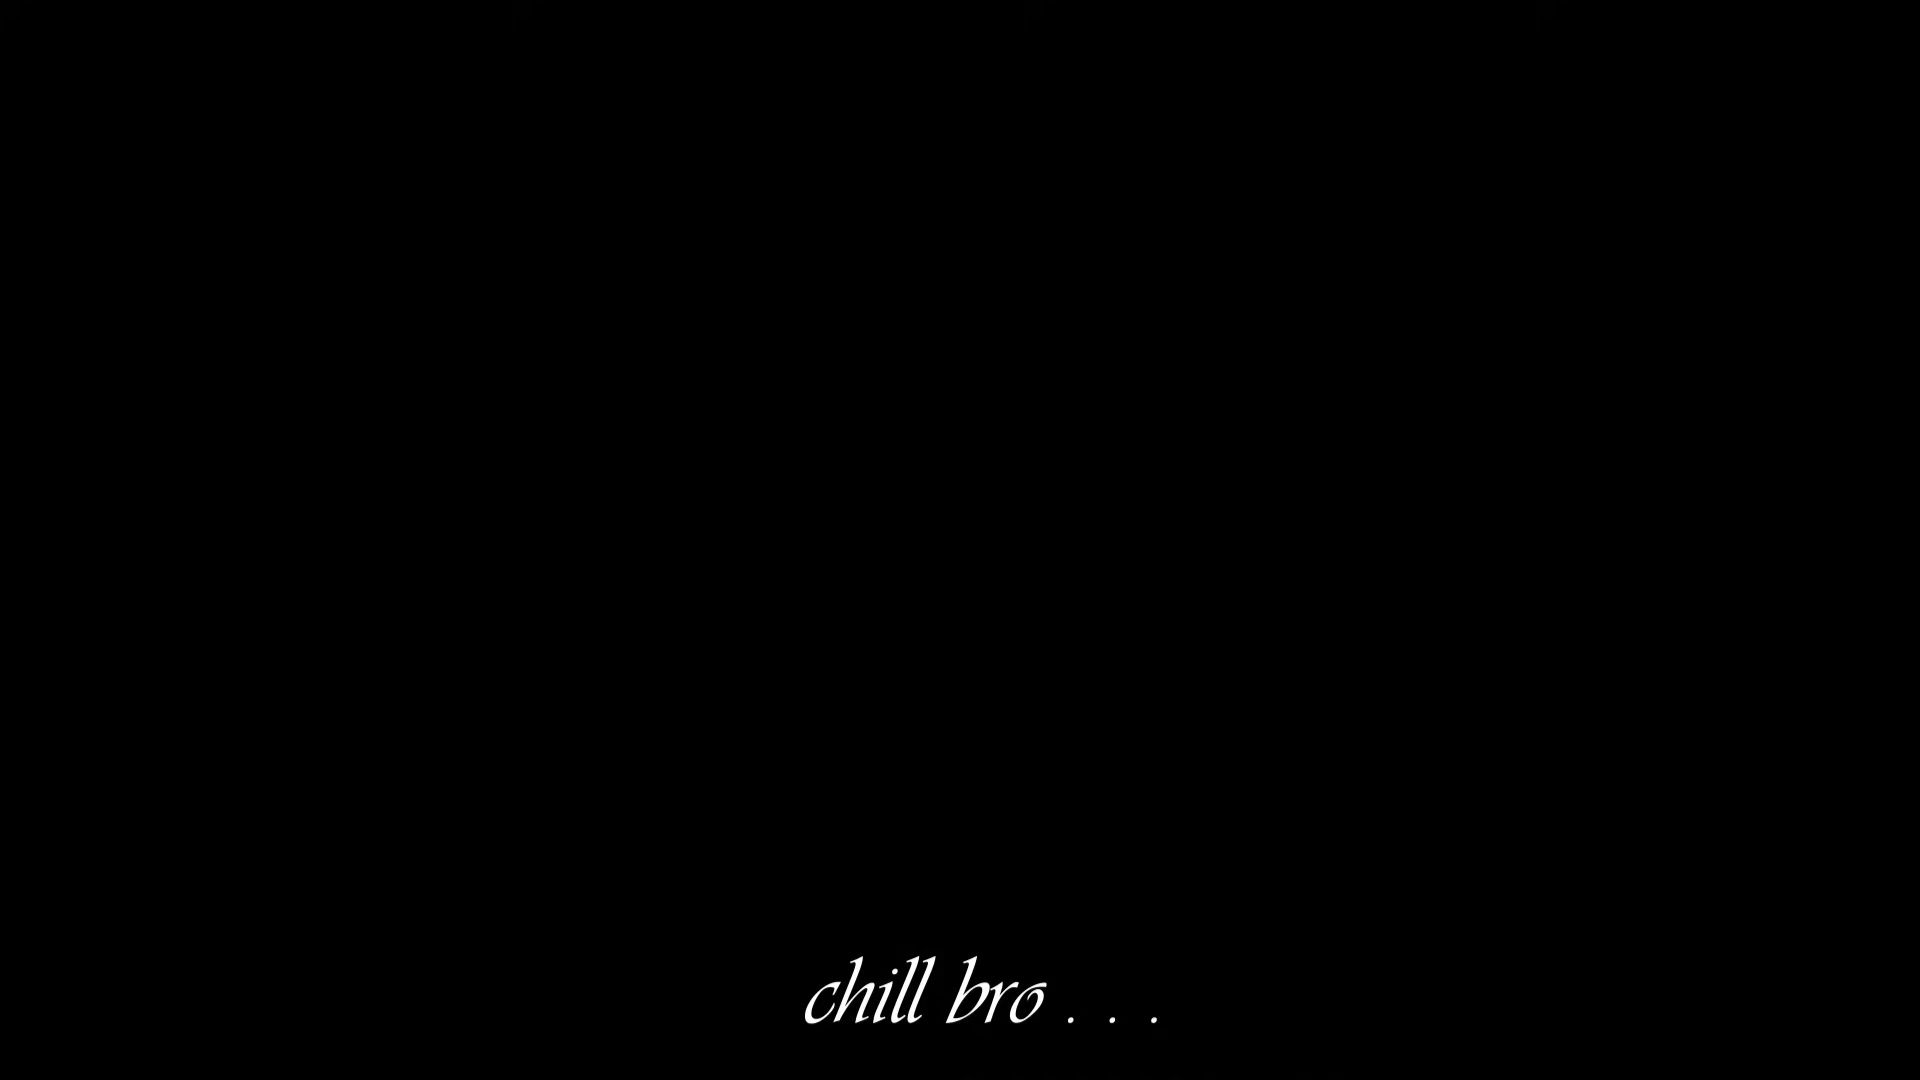 chill bro . . .